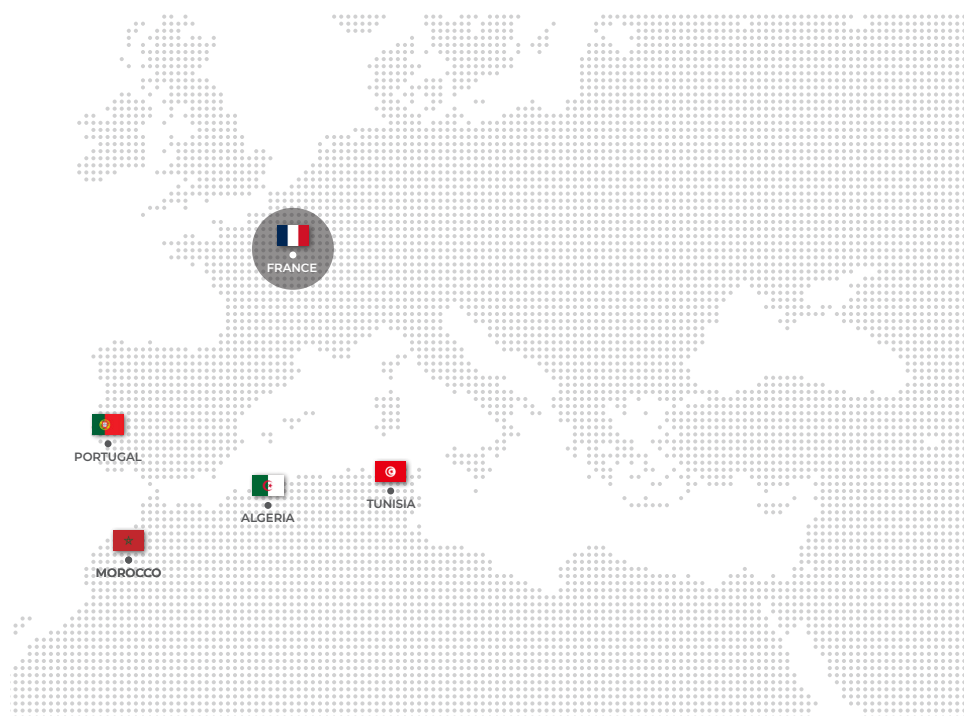 FRANCE
PORTUGAL
TUNISIA
ALGERIA
MOROCCO